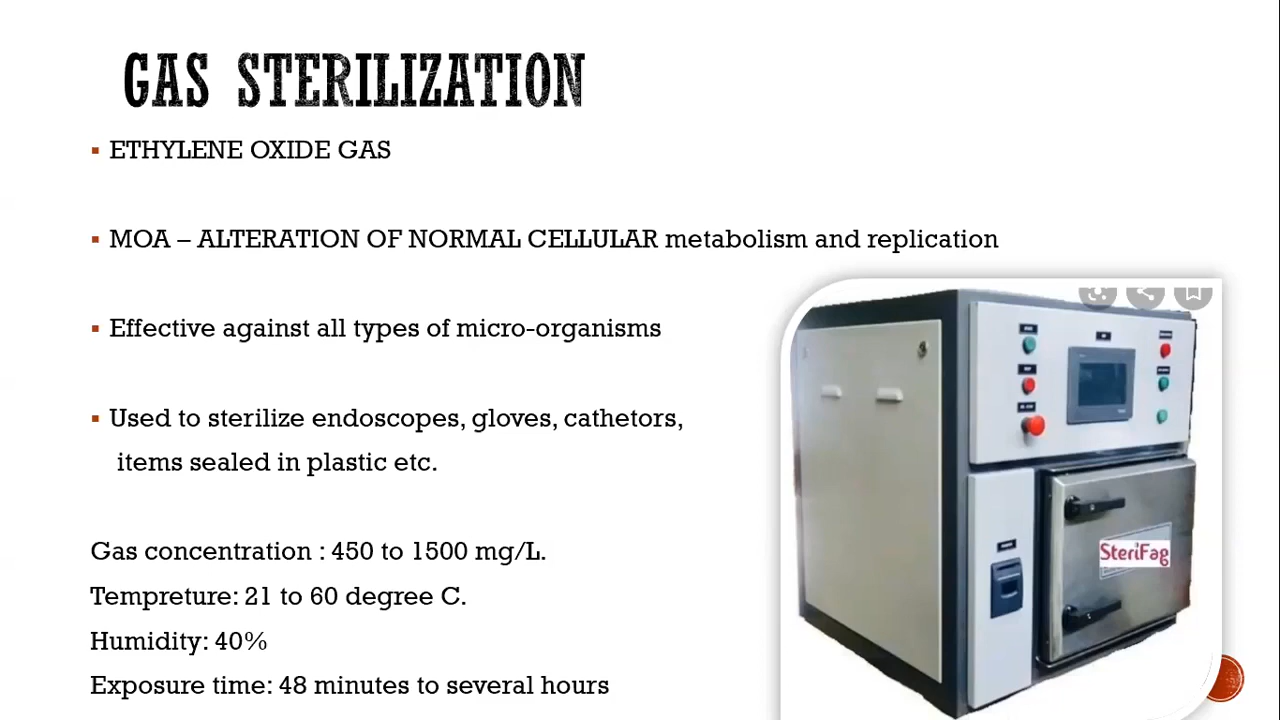 GAS STERILIZATION
ETHYLENE OXIDE GAS
MOA – ALTERATION OF NORMAL CELLULAR metabolism and replication
Effective against all types of micro-organisms
Used to sterilize endoscopes, gloves, cathetors,
items sealed in plastic etc.
Gas concentration : 450 to 1500 mg/L.
Tempreture: 21 to 60 degree C.
Humidity: 40%
Exposure time: 48 minutes to several hours
SteriFag